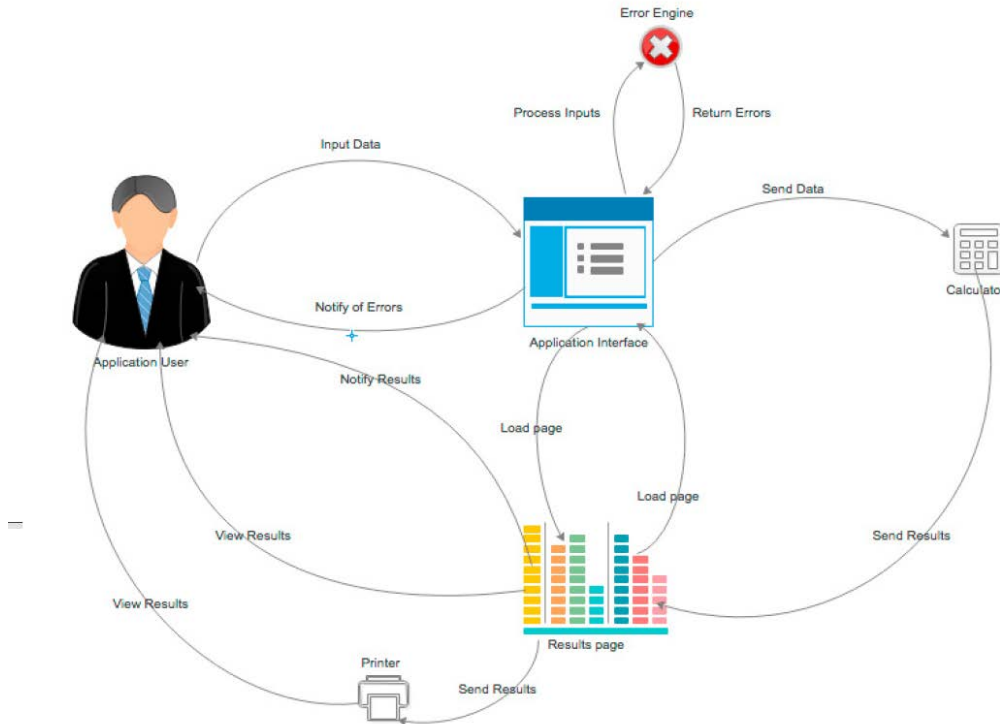 Error Engine
Process Inputs
Return Errors
Input Data
Send Data
Calculato
Notify of Errors
Application Interface
Application User
Notify Results
Load page
Load page
View Results
Send Results
View Results
Results page
Printer
Send Results